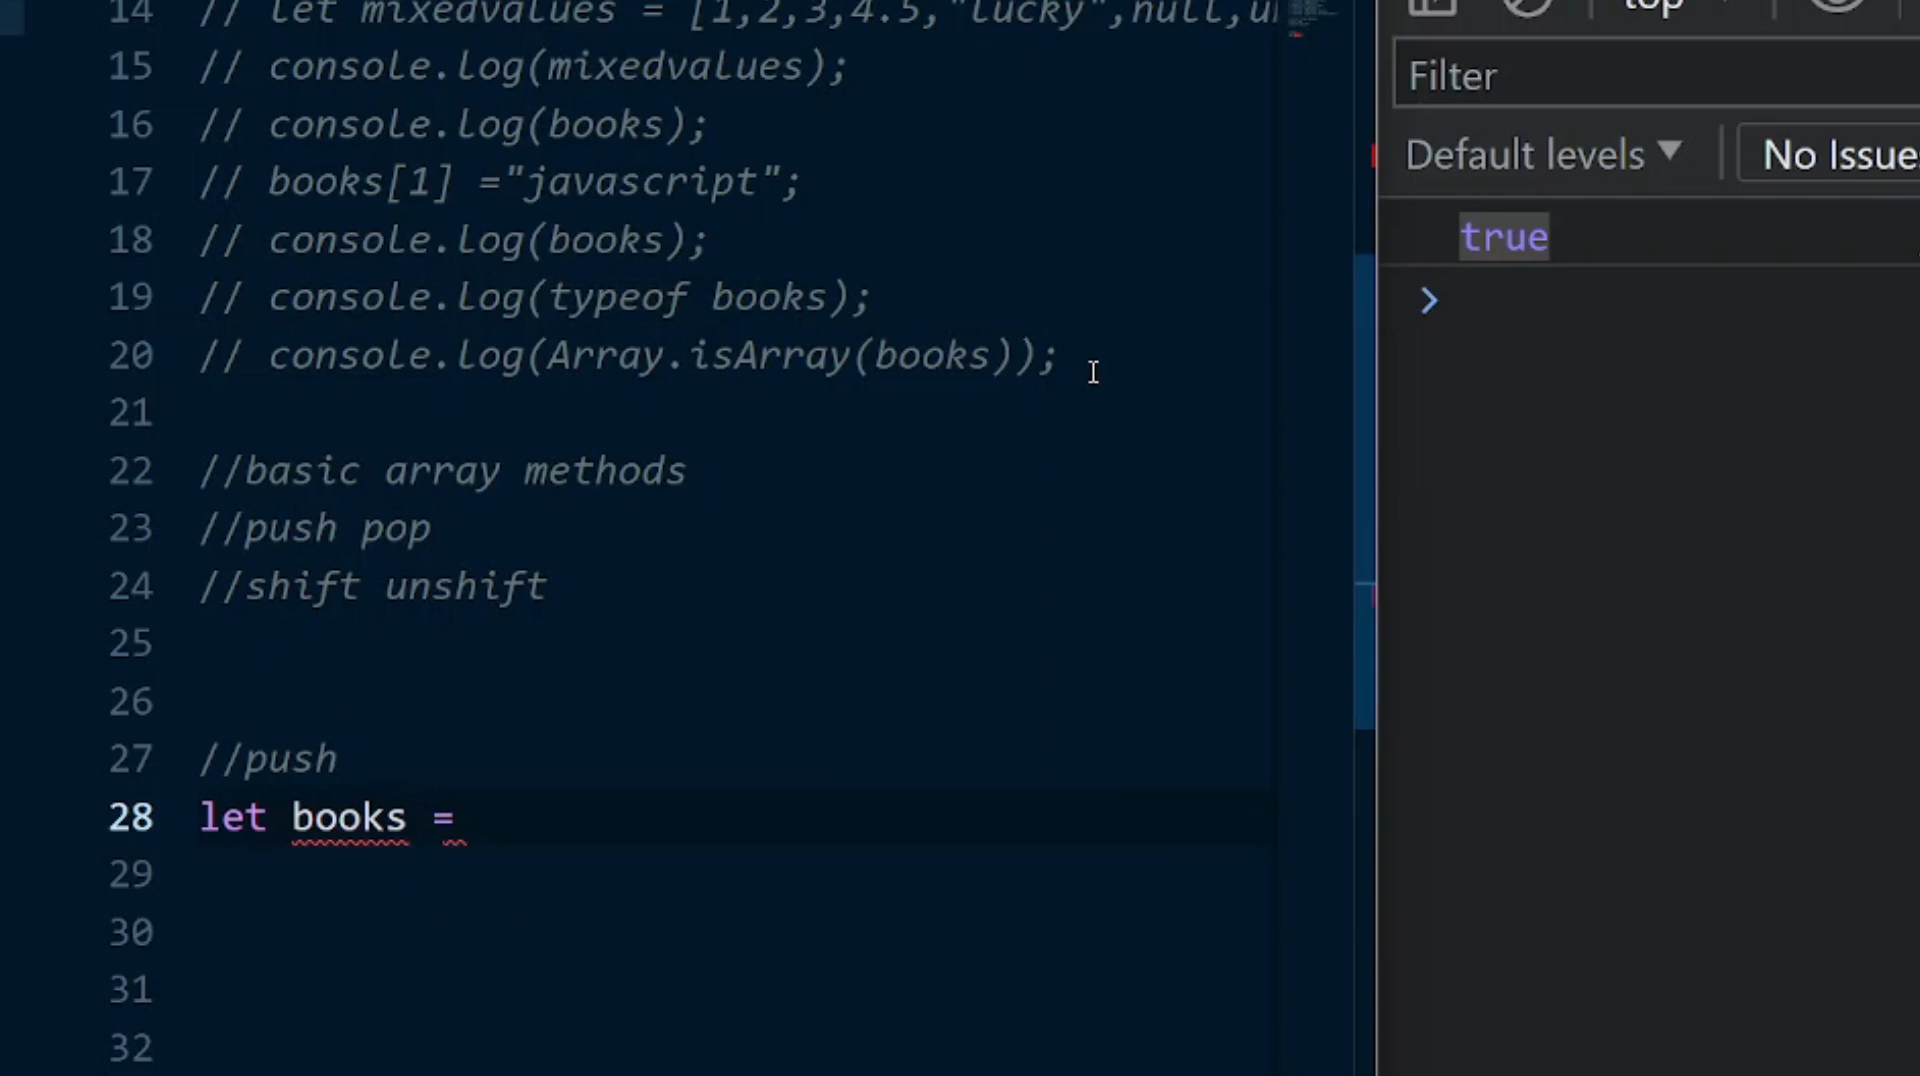 14 // let mixedvalues = [1,2,3,4.5,"lucky",null,u
15 // console.log(mixedvalues);
16 // console.log(books);
17 // books[1] ="javascript";
18 // console.log(books);
19 // console.log(typeof books);
20 // console.log(Array.isArray(books));
21
22 //basic array methods
23 //push pop
24 //shift unshift
25
26
27 //push
28 let books =
29
30
31
32
top
Filter
Default levels ▼ No Issue
true
>